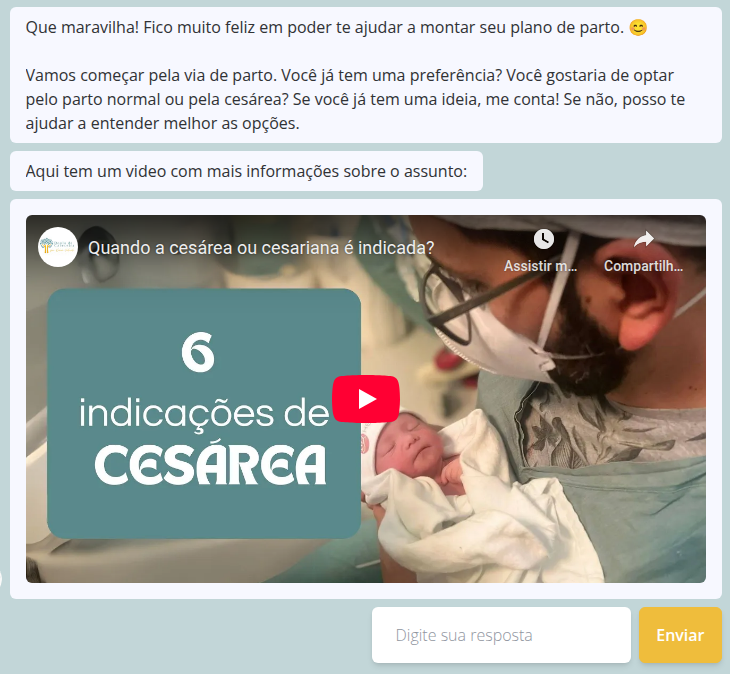 Que maravilha! Fico muito feliz em poder te ajudar a montar seu plano de parto. 😊
Vamos começar pela via de parto. Você já tem uma preferência? Você gostaria de optar
pelo parto normal ou pela cesárea? Se você já tem uma ideia, me conta! Se não, posso te
ajudar a entender melhor as opções.
Aqui tem um video com mais informações sobre o assunto:
Quando a cesárea ou cesariana é indicada?
Assistir m...
Compartilh...
6
indicações de
CESÁREA
Digite sua resposta
Enviar